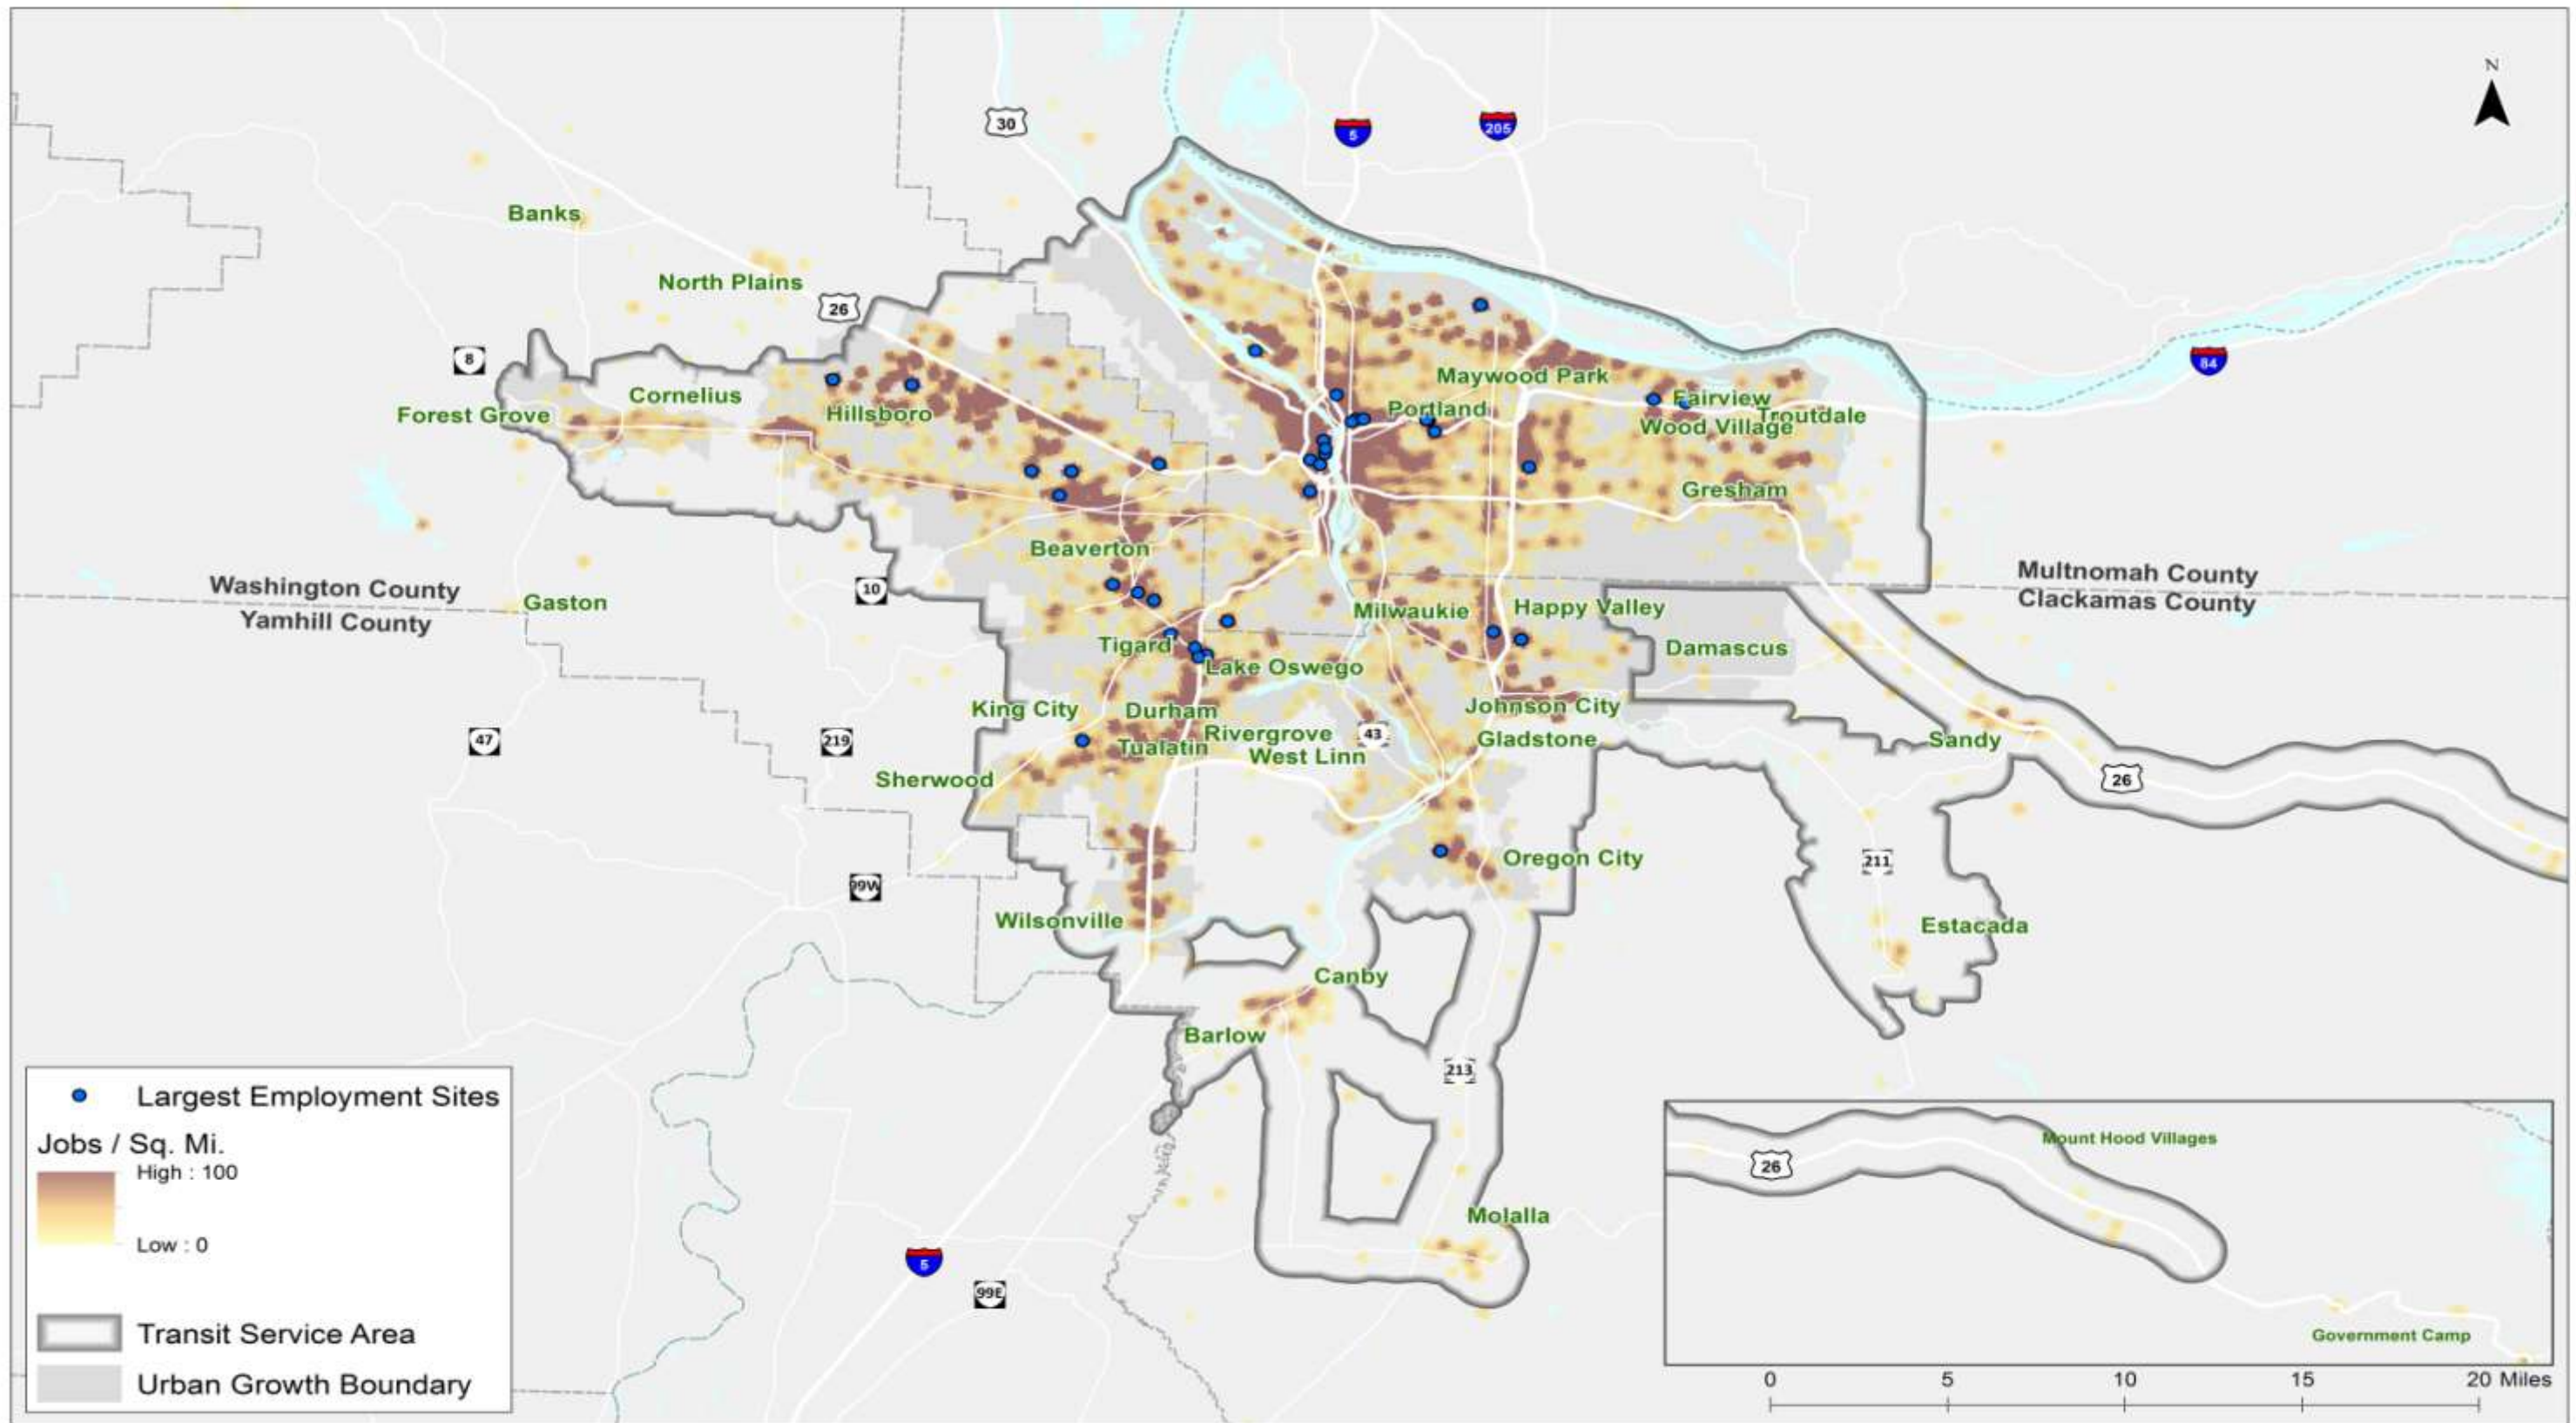 N
30
5
205
Banks
North Plains
26
8
84
Maywood Park
Cornelius
Fairview
Forest Grove
Hillsboro
Portland
Troutdale
Wood Village
Gresham
Beaverton
Multnomah County
Clackamas County
Washington County
Yamhill County
10
Gaston
Milwaukie
Happy Valley
Tigard
Damascus
Lake Oswego
King City
Durham
Johnson City
47
219
Tualatin
Rivergrove
43
Gladstone
West Linn
Sandy
26
Sherwood
99W
Oregon City
211
Wilsonville
Estacada
Canby
Barlow
213
Molalla
5
99E
Largest Employment Sites
Jobs / Sq. Mi.
High : 100
Low : 0
Transit Service Area
Urban Growth Boundary
Mount Hood Villages
26
Government Camp
0 5 10 15 20 Miles